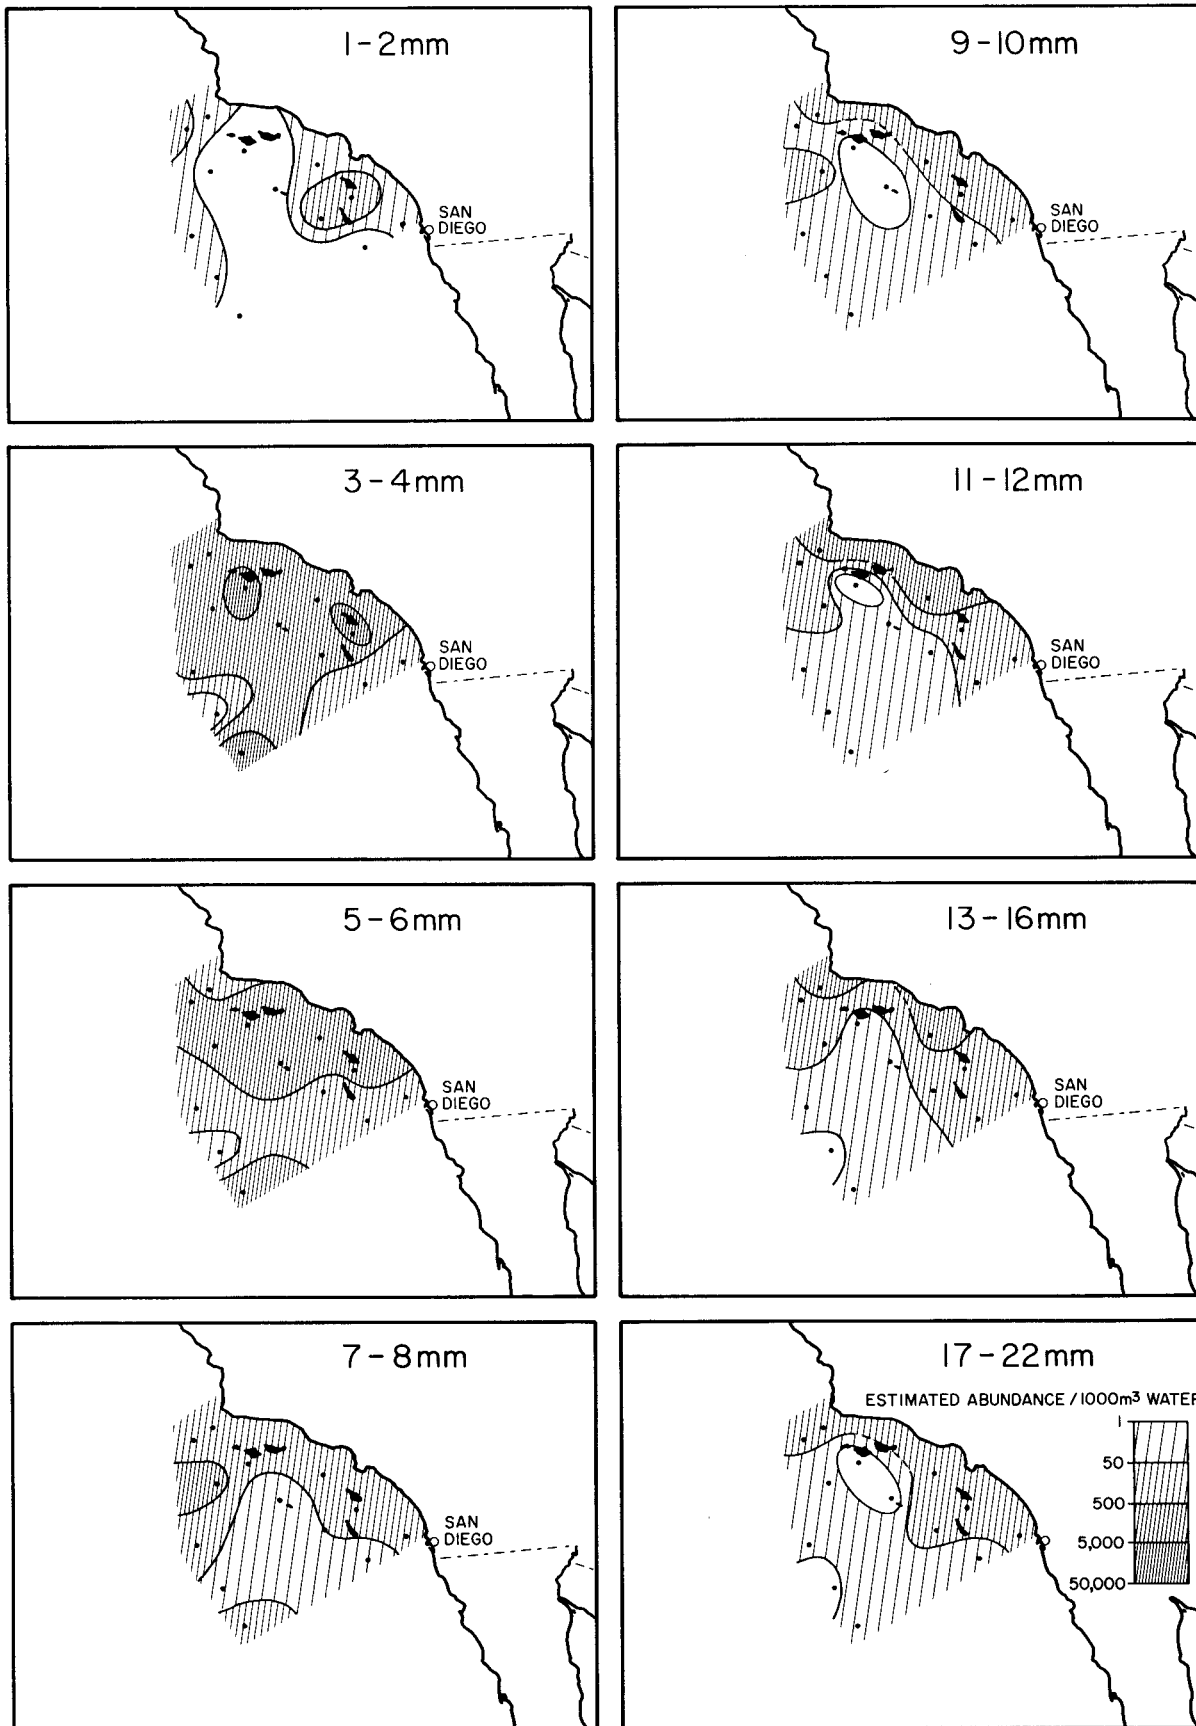 1-2mm
SAN
DIEGO
9-10mm
SAN
DIEGO
3-4mm
SAN
DIEGO
11-12mm
SAN
DIEGO
5-6mm
SAN
DIEGO
13-16mm
SAN
DIEGO
7-8mm
SAN
DIEGO
17-22mm
ESTIMATED ABUNDANCE / 1000m³ WATER
1
50
500
5,000
50,000